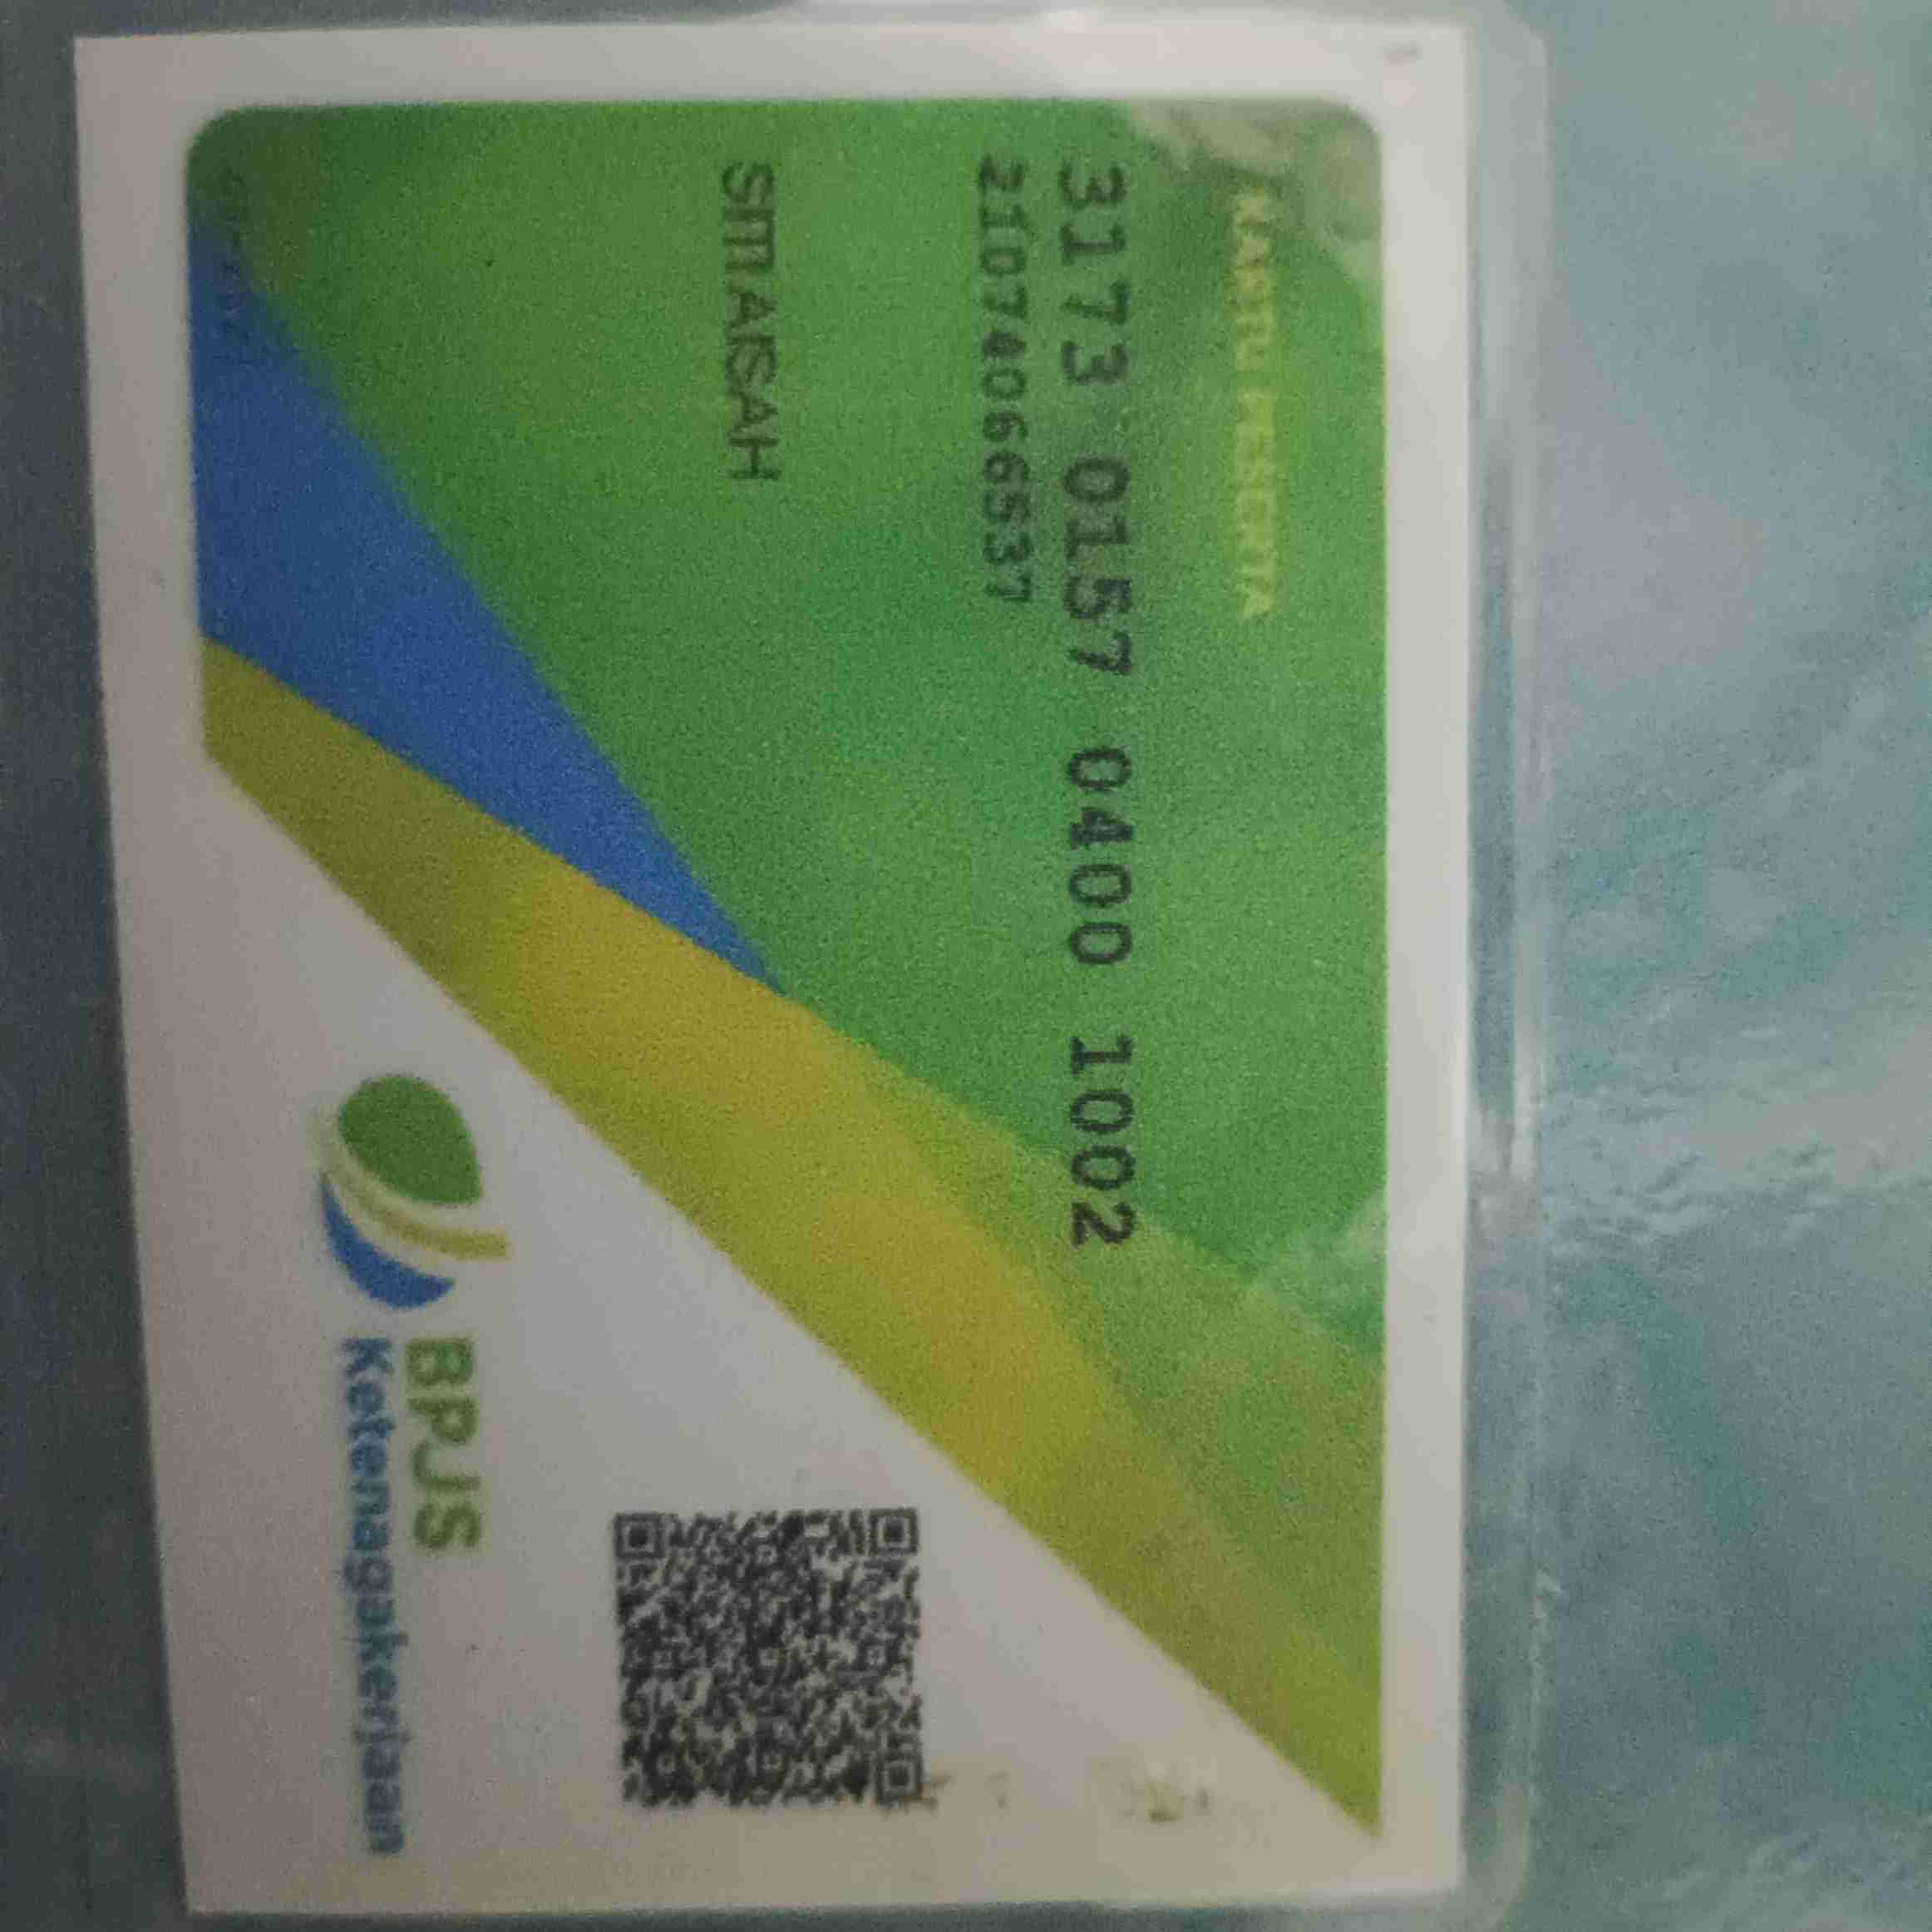 KARTU PESERTA
3173 0157 0400 1002
21074066537
SITI AISAH
BPJS
Ketenagakerjaan